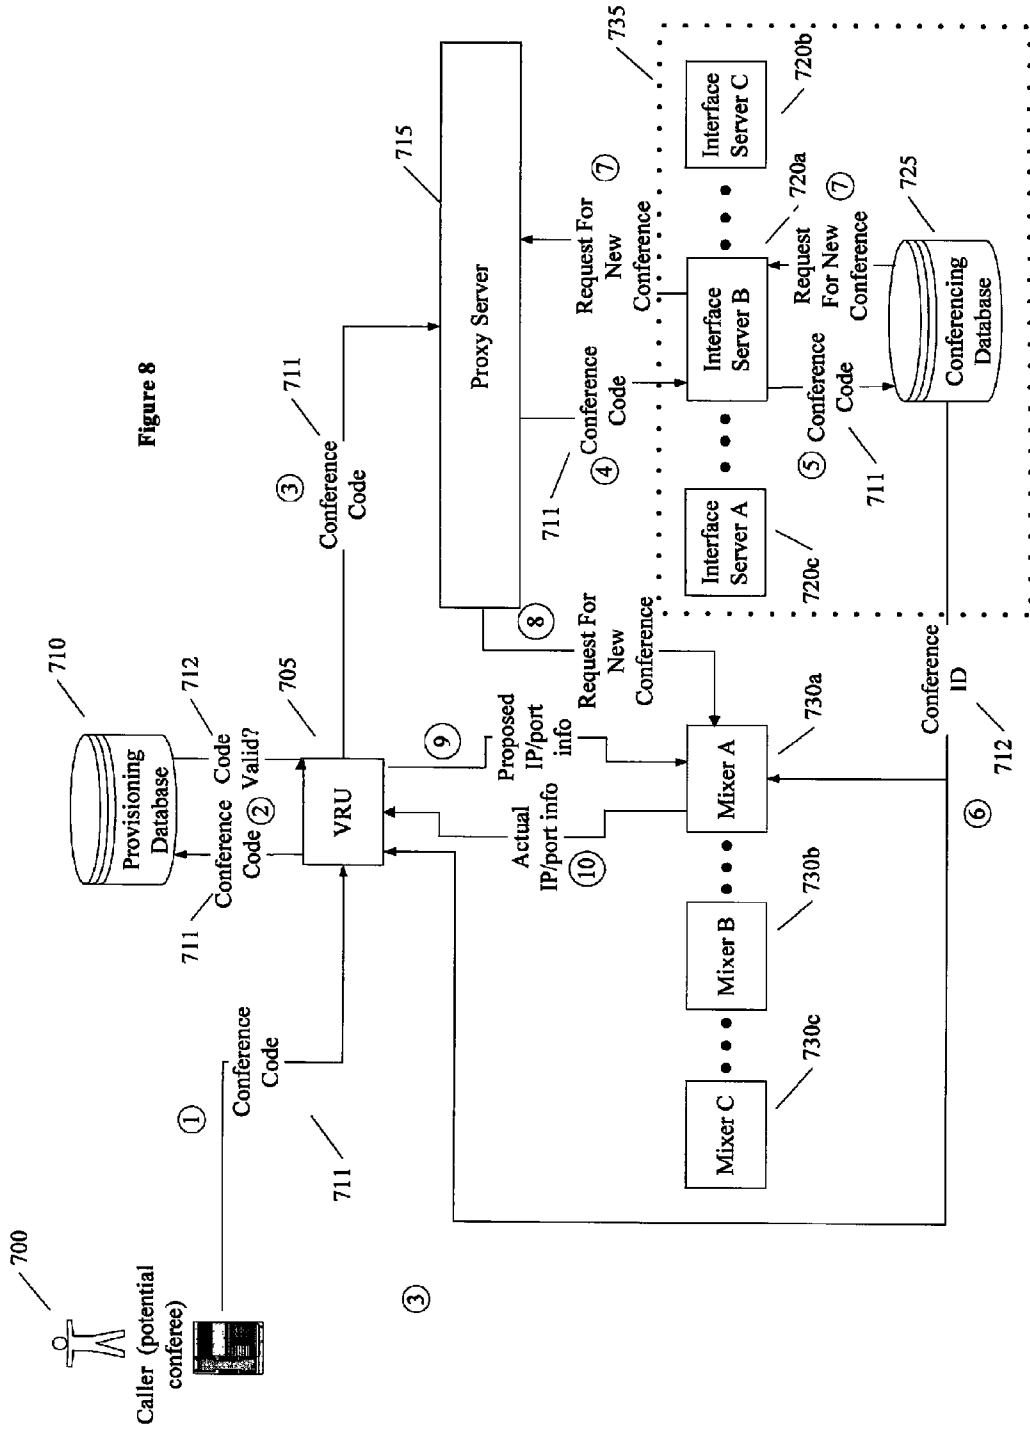 Figure 8
700
Caller (potential
conferee)
①
Conference
Code
711
710
Provisioning
Database
711
Conference
Code
②
712
Code
Valid?
705
VRU
③
Conference
Code
711
715
Proxy Server
③
⑨
Proposed
IP/port
info
Actual
IP/port info
⑩
⑧
Request For
New
Conference
711
④
Conference
Code
Request For
New
Conference
⑦
735
Mixer C
730c
Mixer B
730b
Mixer A
730a
Interface
Server A
720c
Interface
Server B
720a
Interface
Server C
720b
⑤
Conference
Code
711
Request
For New
Conference
⑦
725
Conferencing
Database
Conference
ID
712
⑥